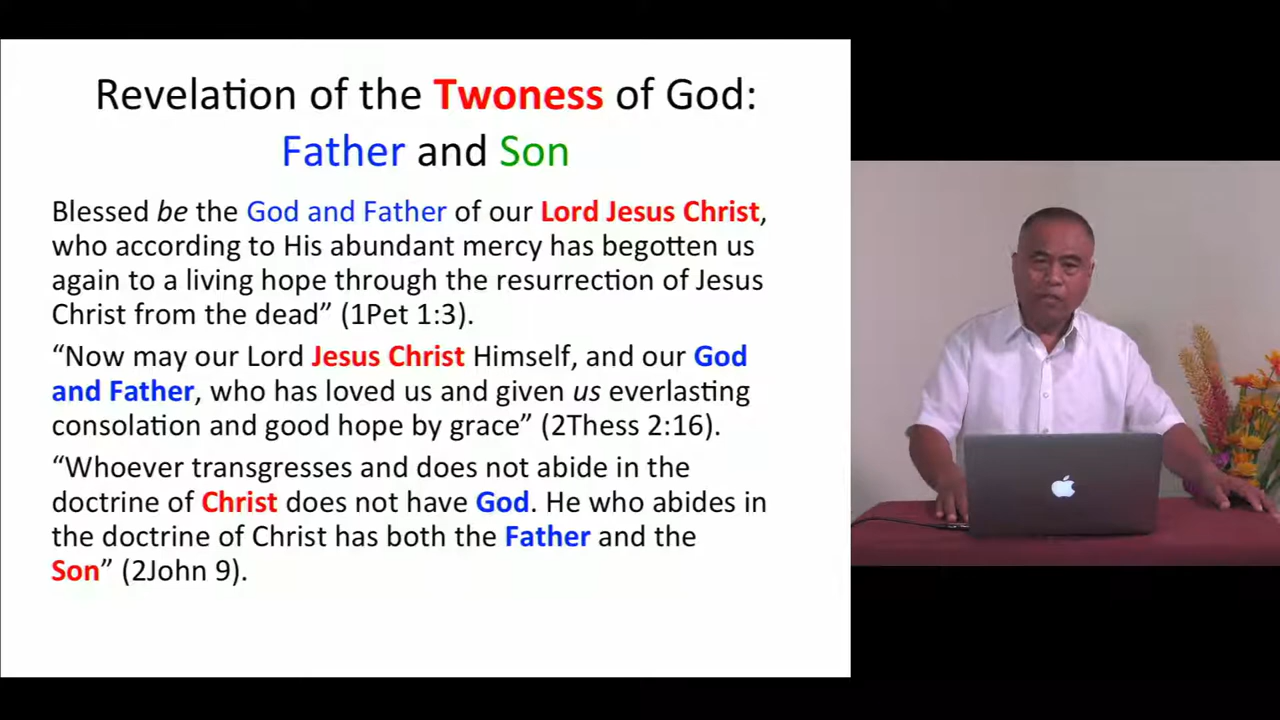 Revelation of the Twoness of God:
Father and Son
Blessed be the God and Father of our Lord Jesus Christ,
who according to His abundant mercy has begotten us
again to a living hope through the resurrection of Jesus
Christ from the dead” (1Pet 1:3).
“Now may our Lord Jesus Christ Himself, and our God
and Father, who has loved us and given us everlasting
consolation and good hope by grace” (2Thess 2:16).
“Whoever transgresses and does not abide in the
doctrine of Christ does not have God. He who abides in
the doctrine of Christ has both the Father and the
Son” (2John 9).